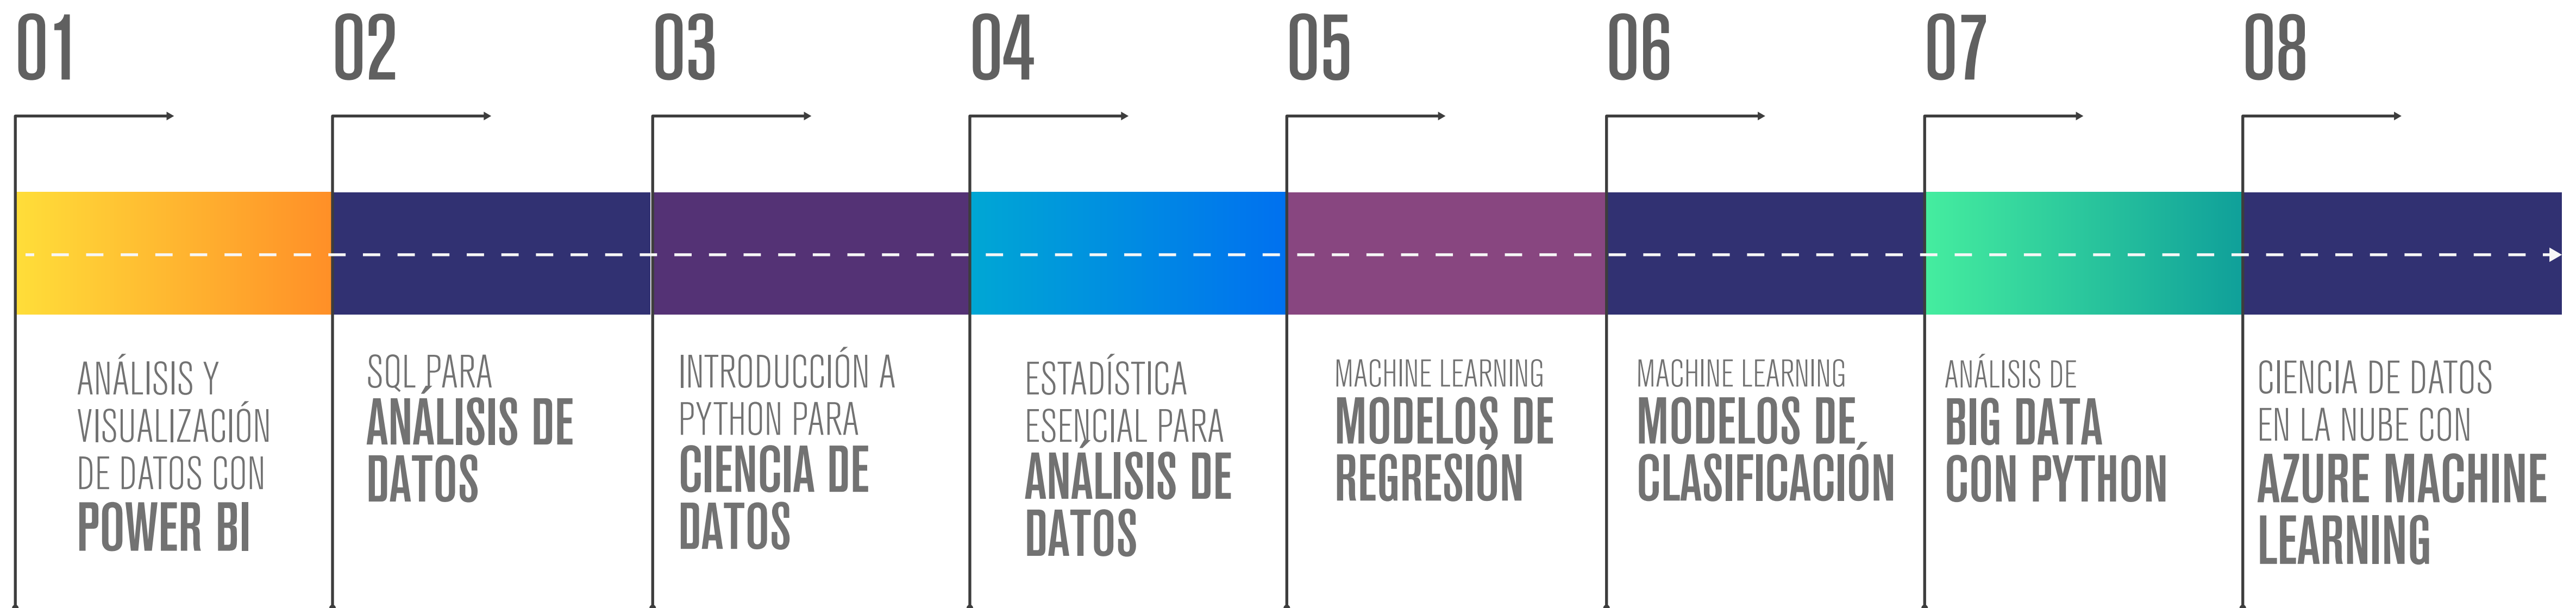 01
ANÁLISIS Y
VISUALIZACIÓN
DE DATOS CON
POWER BI
02
SQL PARA
ANÁLISIS DE
DATOS
03
INTRODUCCIÓN A
PYTHON PARA
CIENCIA DE
DATOS
04
ESTADÍSTICA
ESENCIAL PARA
ANÁLISIS DE
DATOS
05
MACHINE LEARNING
MODELOS DE
REGRESIÓN
06
MACHINE LEARNING
MODELOS DE
CLASIFICACIÓN
07
ANÁLISIS DE
BIG DATA
CON PYTHON
08
CIENCIA DE DATOS
EN LA NUBE CON
AZURE MACHINE
LEARNING